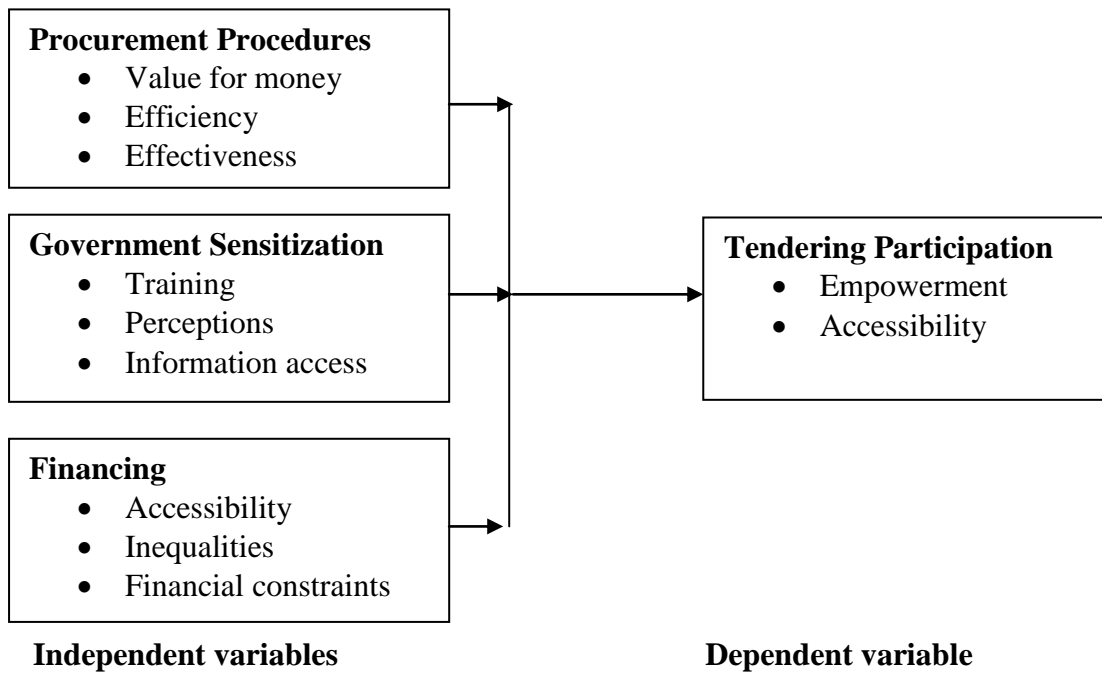 Procurement Procedures
• Value for money
• Efficiency
• Effectiveness
Government Sensitization
• Training
• Perceptions
• Information access
Financing
• Accessibility
• Inequalities
• Financial constraints
Independent variables
Tendering Participation
• Empowerment
• Accessibility
Dependent variable